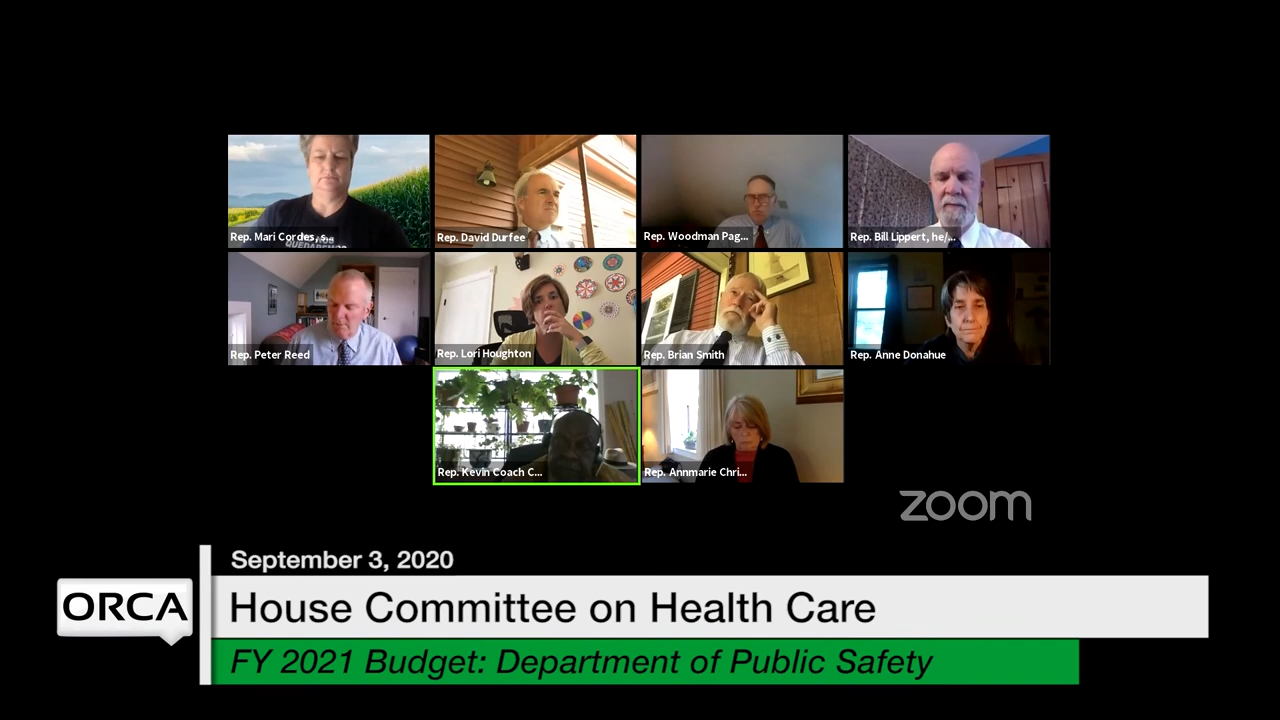 Rep. Mari Cordes, s...
QUEDAREMOS
Rep. David Durfee
Rep. Woodman Pag...
Rep. Bill Lippert, he/...
Rep. Peter Reed
Rep. Lori Houghton
Rep. Brian Smith
Rep. Anne Donahue
Rep. Kevin Coach C...
Rep. Annmarie Chri...
zoom
September 3, 2020
ORCA
House Committee on Health Care
FY 2021 Budget: Department of Public Safety